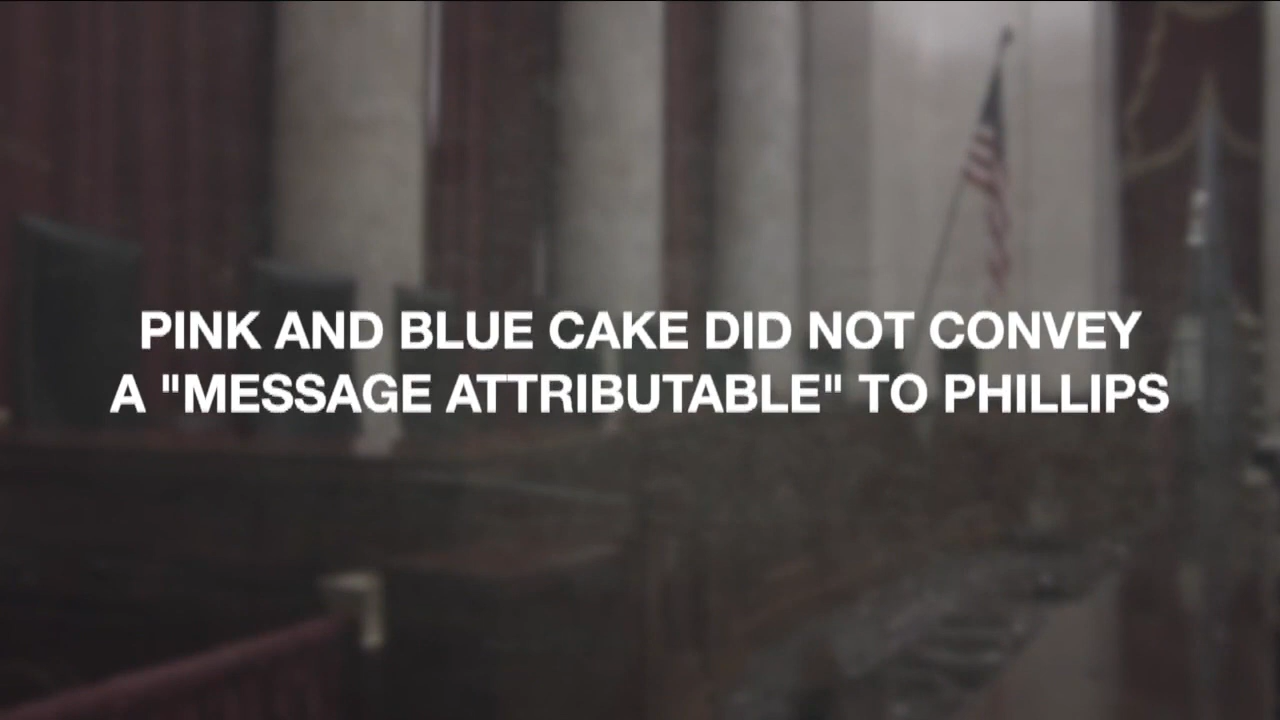 PINK AND BLUE CAKE DID NOT CONVEY
A "MESSAGE ATTRIBUTABLE" TO PHILLIPS